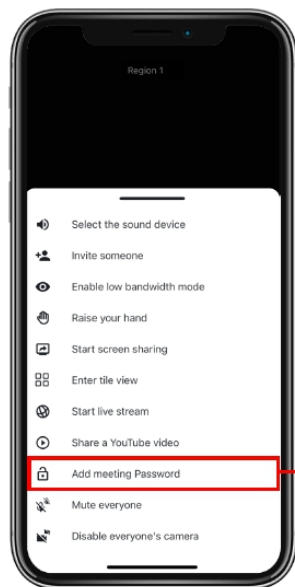 Region 1
Select the sound device
Invite someone
Enable low bandwidth mode
Raise your hand
Start screen sharing
Enter tile view
Start live stream
Share a YouTube video
Add meeting Password
Mute everyone
Disable everyone's camera